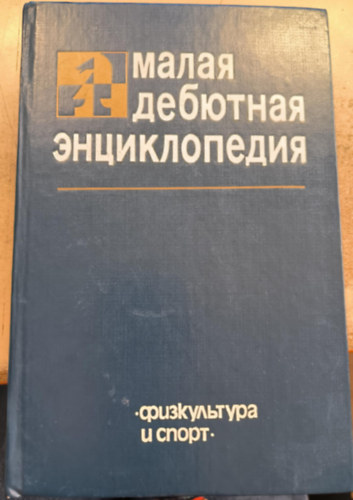 малая
дебютная
энциклопедия
·физкультура
и спорт·